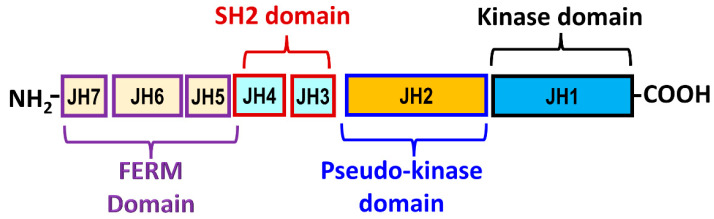 SH2 domain
Kinase domain
NH2- JH7 JH6 JH5 JH4 JH3 JH2 JH1 -COOH
FERM
Domain
Pseudo-kinase
domain